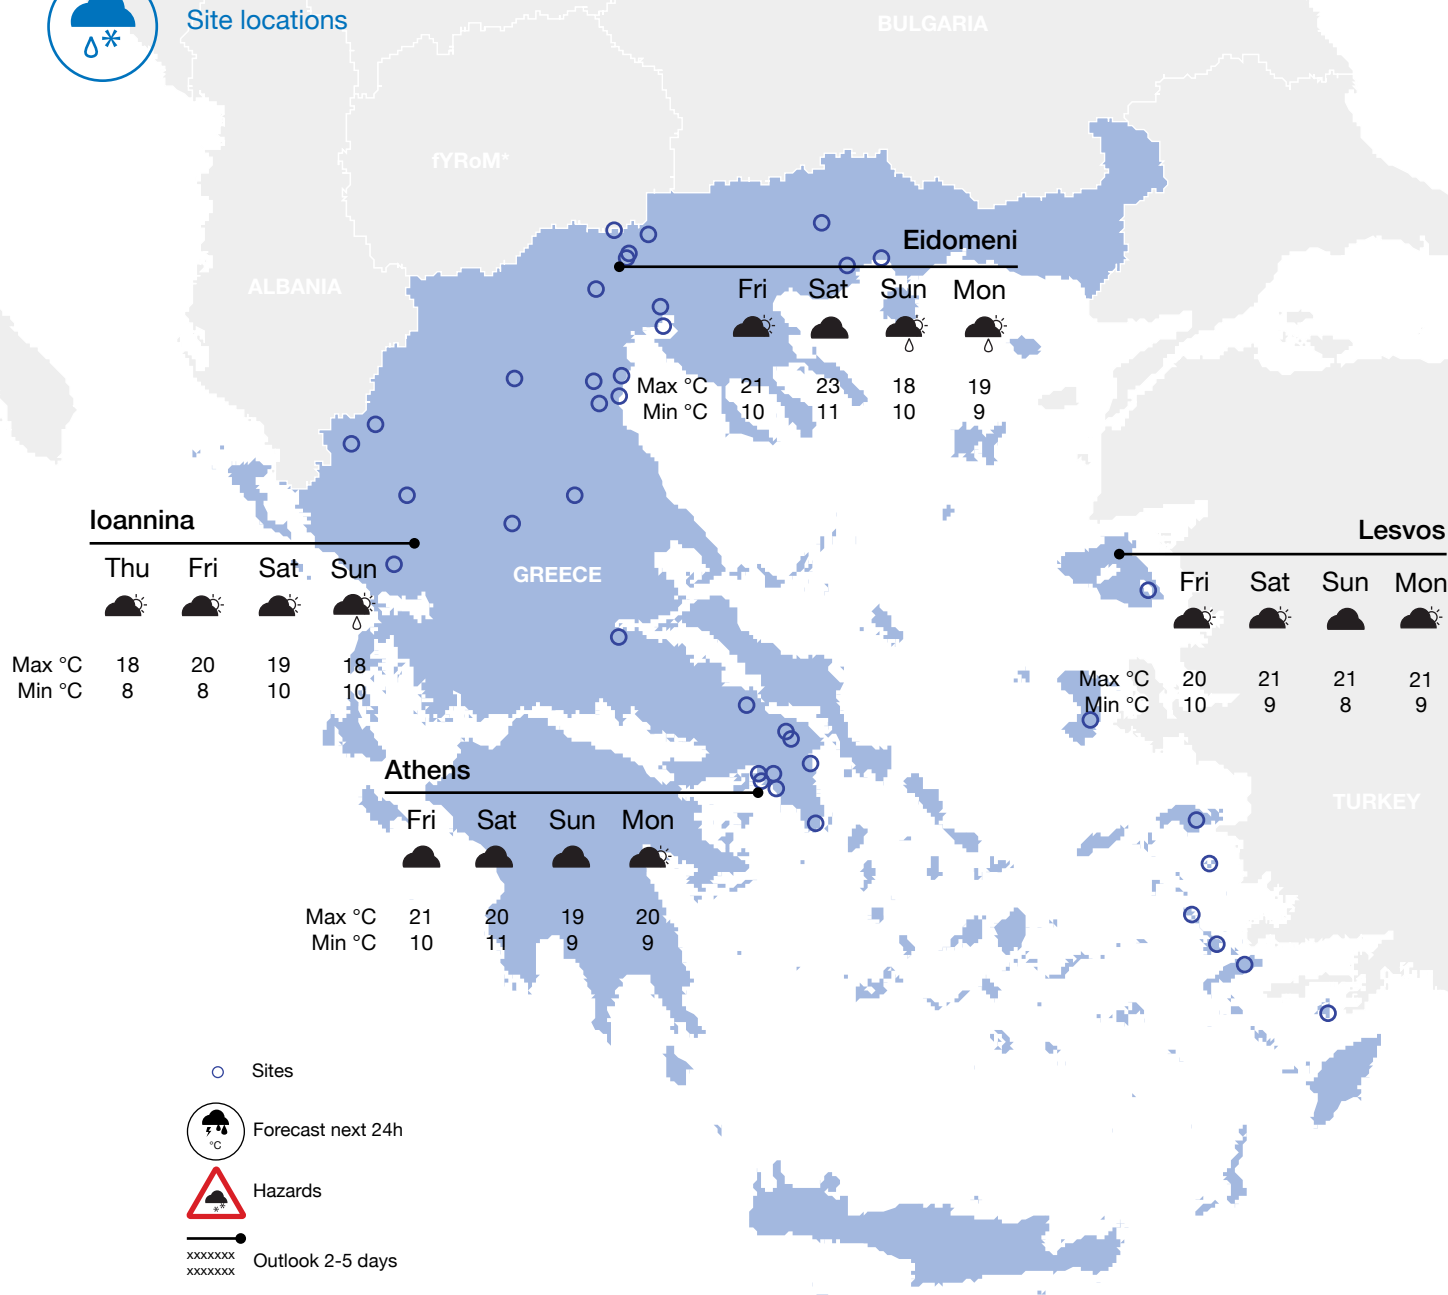 Site locations
BULGARIA
fYRoM*
ALBANIA
Eidomeni
Fri Sat Sun Mon
Max °C 21 23 18 19
Min °C 10 11 10 9
Ioannina
Thu Fri Sat Sun
Max °C 18 20 19 18
Min °C 8 8 10 10
GREECE
Lesvos
Fri Sat Sun Mon
Max °C 20 21 21 21
Min °C 10 9 8 9
TURKEY
Athens
Fri Sat Sun Mon
Max °C 21 20 19 20
Min °C 10 11 9 9
Sites
°C
Forecast next 24h
Hazards
xxxxxxx
xxxxxxx
Outlook 2-5 days